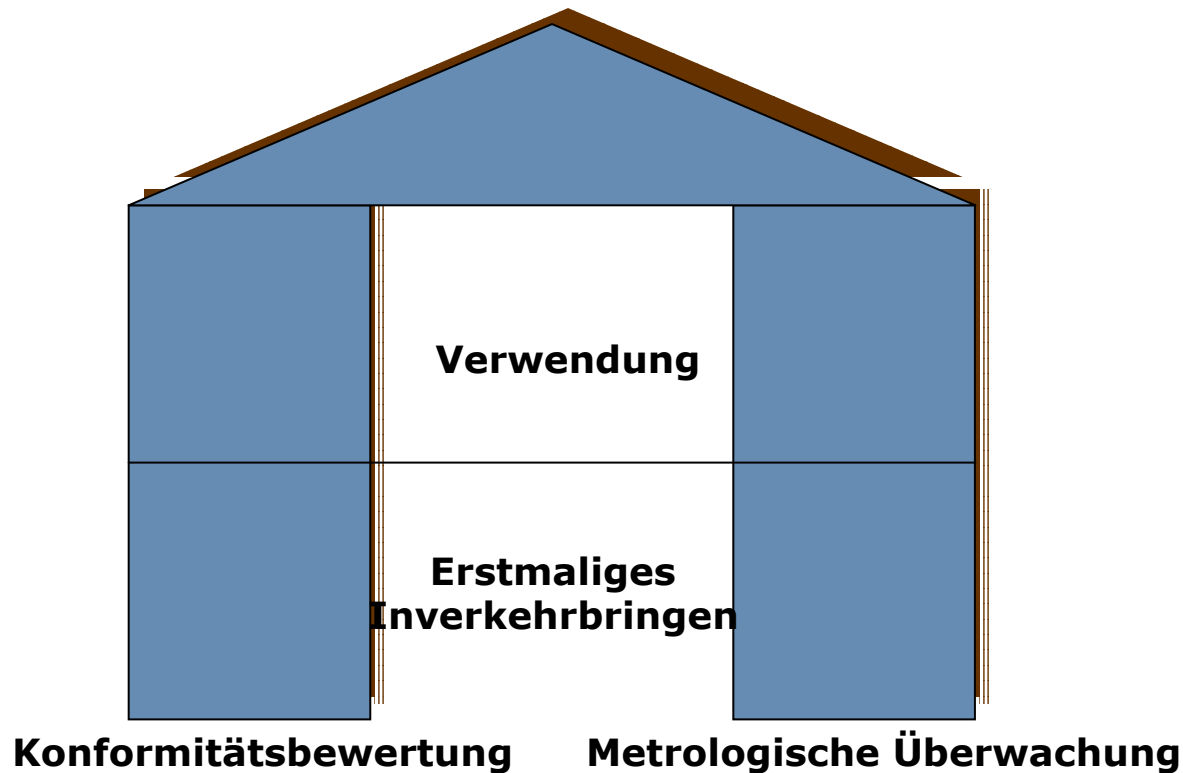 Verwendung
Erstmaliges
Inverkehrbringen
Konformitätsbewertung
Metrologische Überwachung